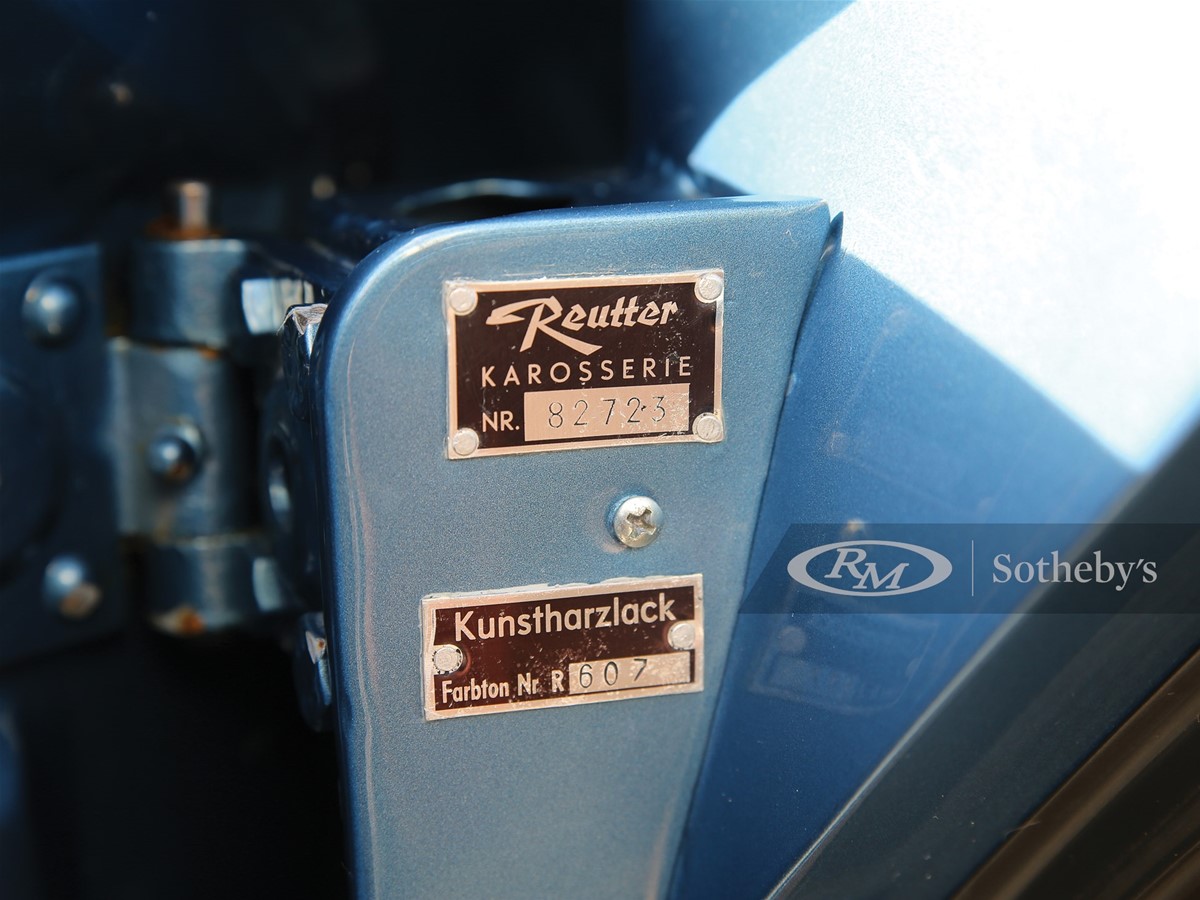 Reutter
KAROSSERIE
NR. 82723
RM Sotheby's
Kunstharzlack
Farbton Nr R 607